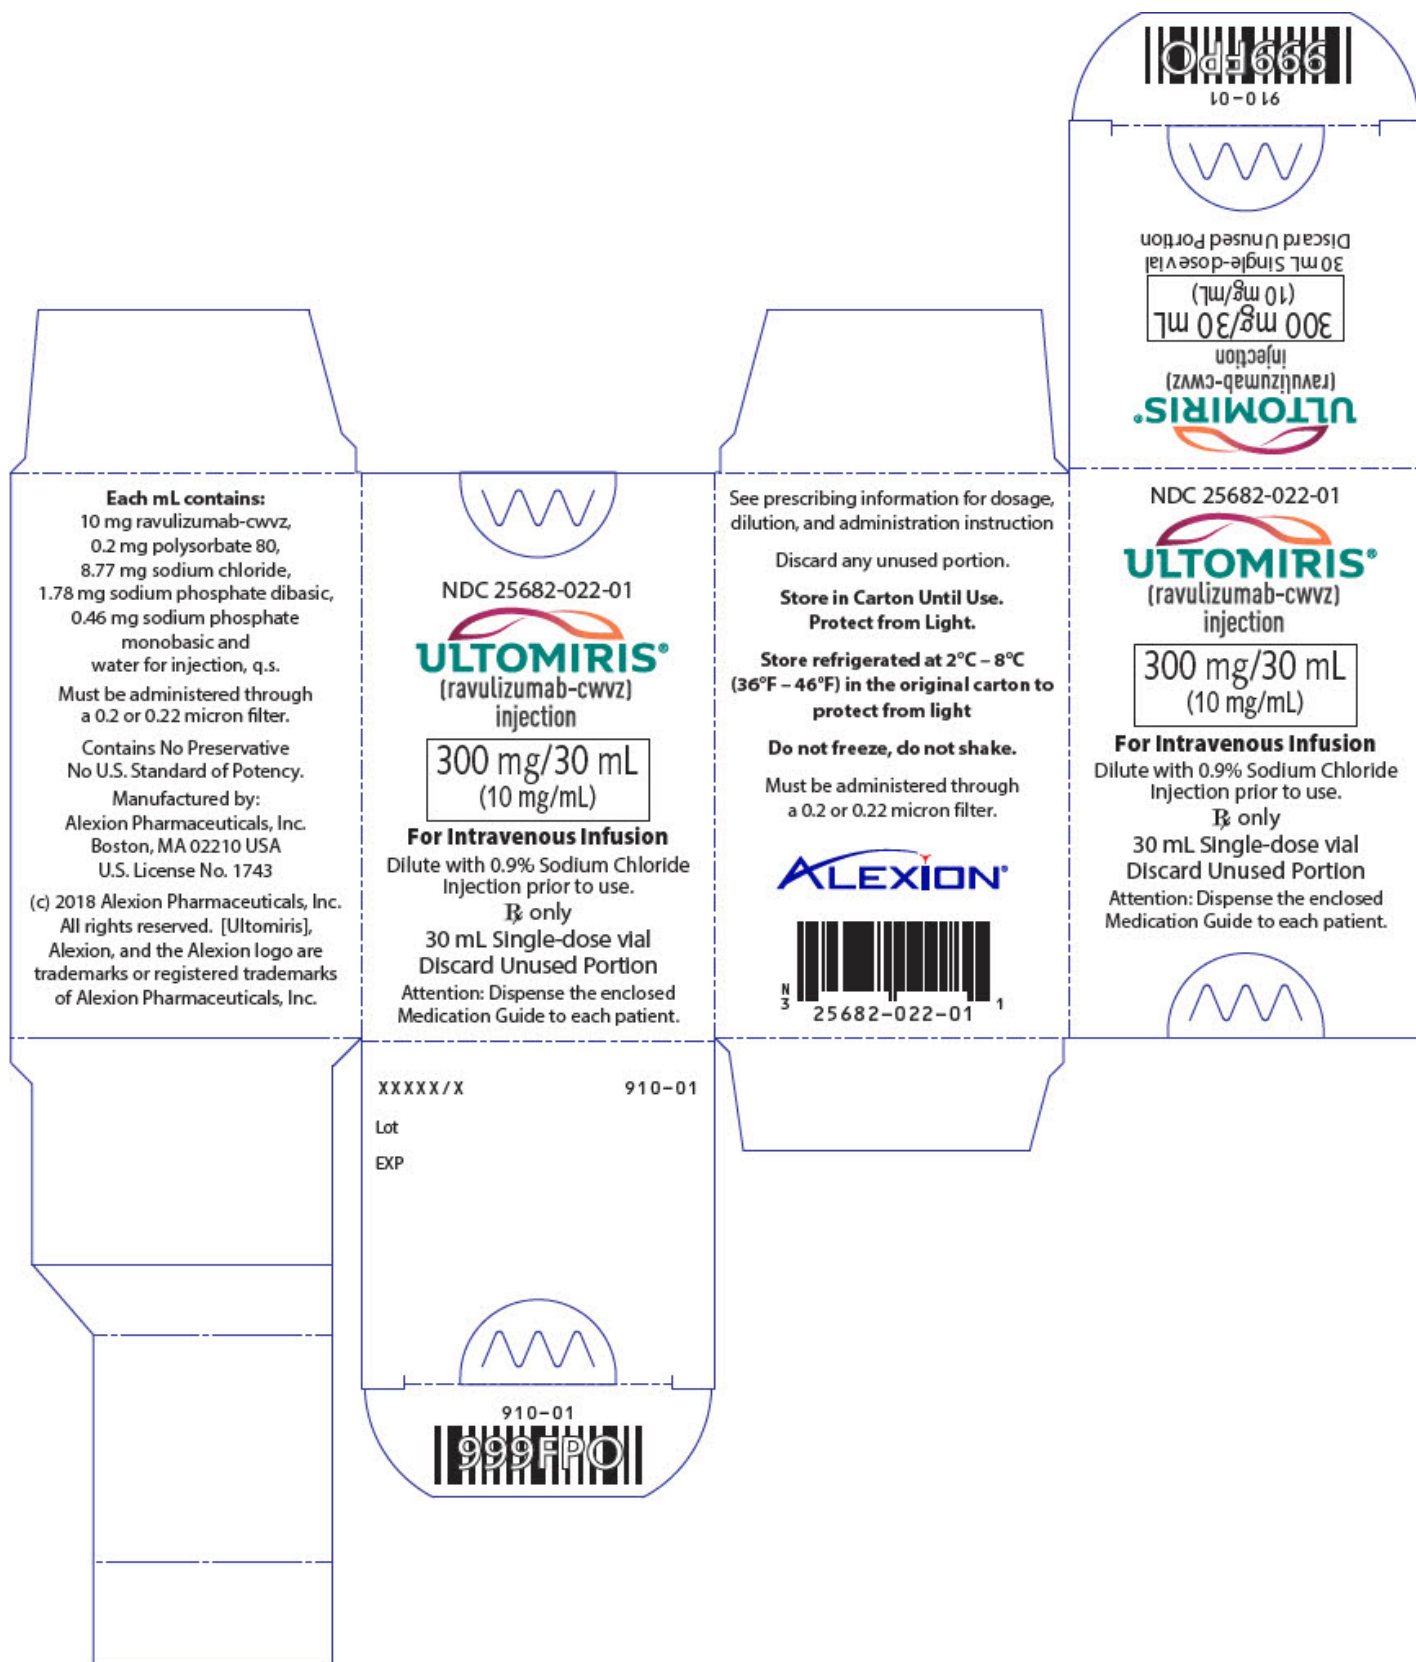 910-01
999FPO
Discard Unused Portion
30 mL Single-dose vial
(10 mg/mL)
300 mg/30 mL
injection
(ravulizumab-cwvz)
ULTOMIRIS®
Each mL contains:
10 mg ravulizumab-cwvz,
0.2 mg polysorbate 80,
8.77 mg sodium chloride,
1.78 mg sodium phosphate dibasic,
0.46 mg sodium phosphate
monobasic and
water for injection, q.s.
Must be administered through
a 0.2 or 0.22 micron filter.
Contains No Preservative
No U.S. Standard of Potency.
Manufactured by:
Alexion Pharmaceuticals, Inc.
Boston, MA 02210 USA
U.S. License No. 1743
(c) 2018 Alexion Pharmaceuticals, Inc.
All rights reserved. [Ultomiris],
Alexion, and the Alexion logo are
trademarks or registered trademarks
of Alexion Pharmaceuticals, Inc.
NDC 25682-022-01
ULTOMIRIS®
(ravulizumab-cwvz)
injection
300 mg/30 mL
(10 mg/mL)
For Intravenous Infusion
Dilute with 0.9% Sodium Chloride
Injection prior to use.
℞ only
30 mL Single-dose vial
Discard Unused Portion
Attention: Dispense the enclosed
Medication Guide to each patient.
See prescribing information for dosage,
dilution, and administration instruction
Discard any unused portion.
Store in Carton Until Use.
Protect from Light.
Store refrigerated at 2°C – 8°C
(36°F – 46°F) in the original carton to
protect from light
Do not freeze, do not shake.
Must be administered through
a 0.2 or 0.22 micron filter.
ALEXION®
N
3 25682-022-01 1
NDC 25682-022-01
ULTOMIRIS®
(ravulizumab-cwvz)
injection
300 mg/30 mL
(10 mg/mL)
For Intravenous Infusion
Dilute with 0.9% Sodium Chloride
Injection prior to use.
℞ only
30 mL Single-dose vial
Discard Unused Portion
Attention: Dispense the enclosed
Medication Guide to each patient.
XXXXX/X 910-01
Lot
EXP
910-01
999FPO